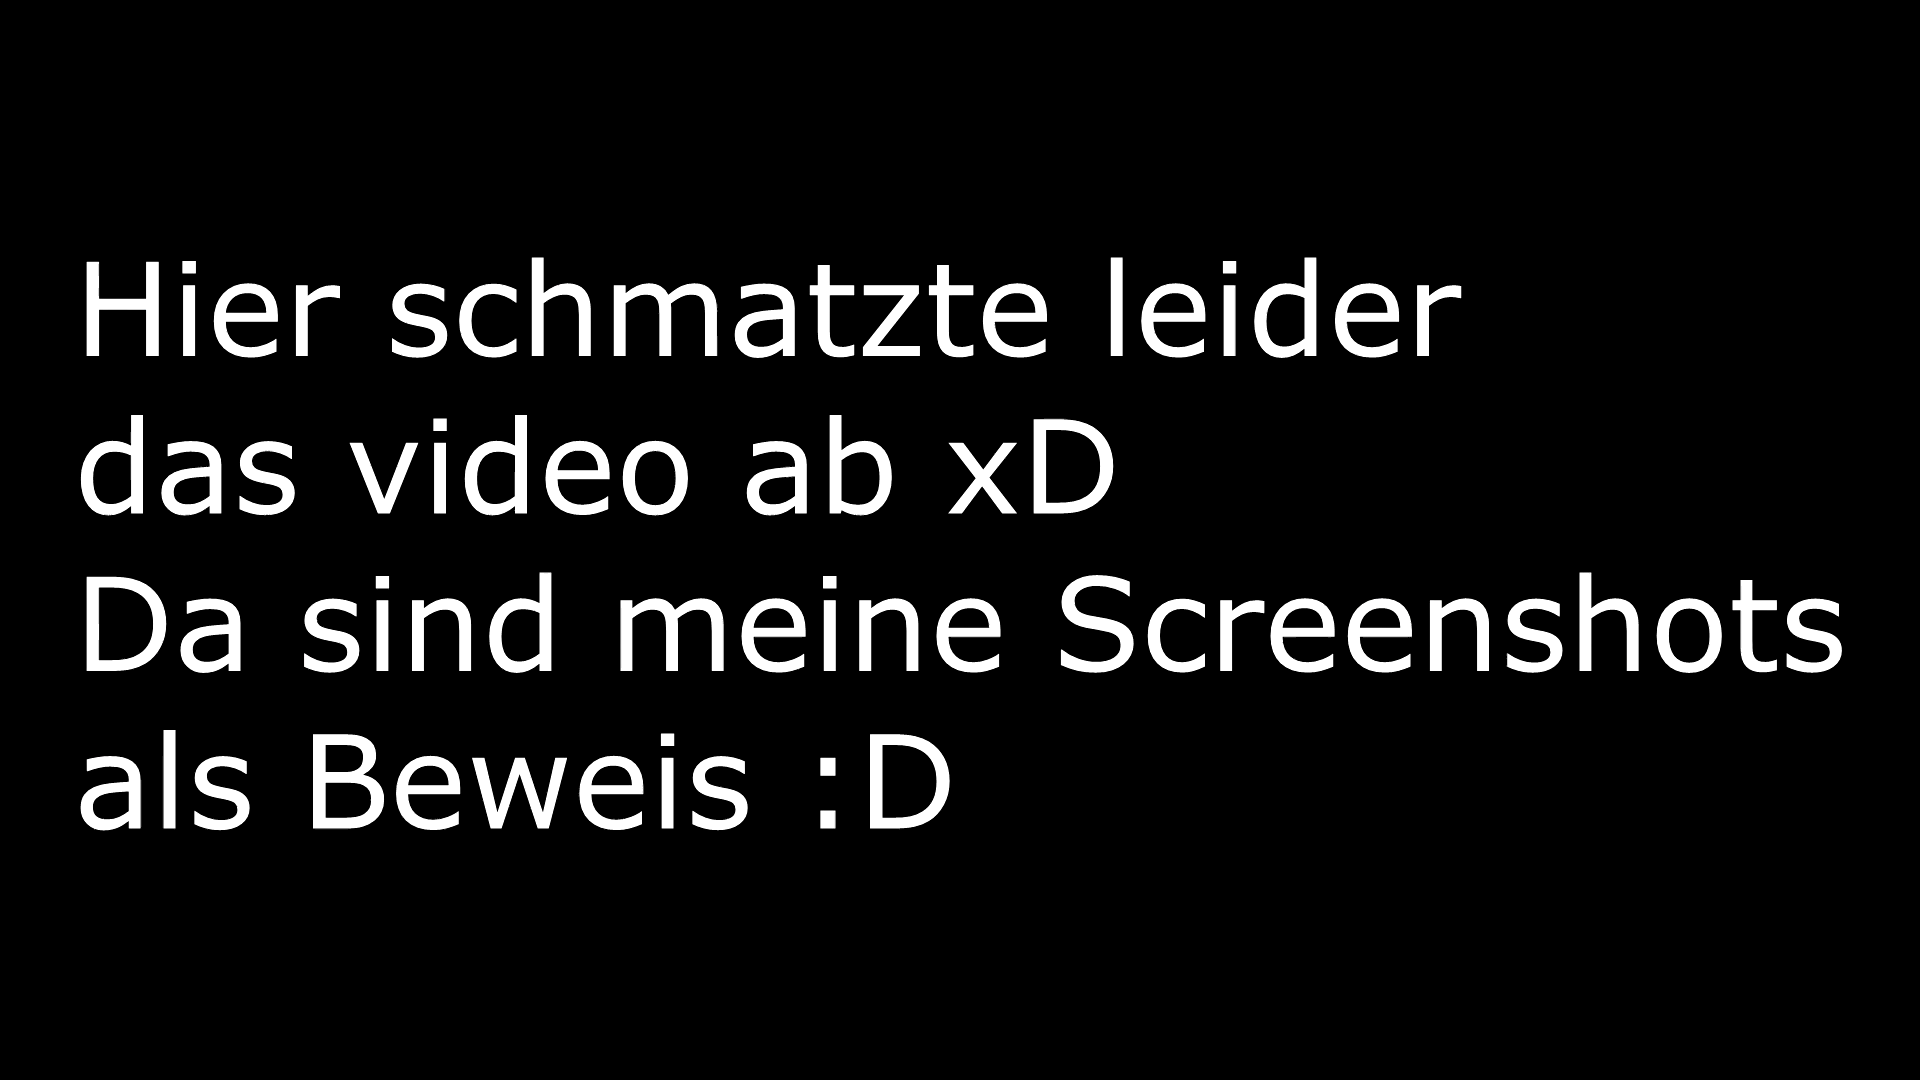 Hier schmatzte leider
das video ab xD
Da sind meine Screenshots
als Beweis :D